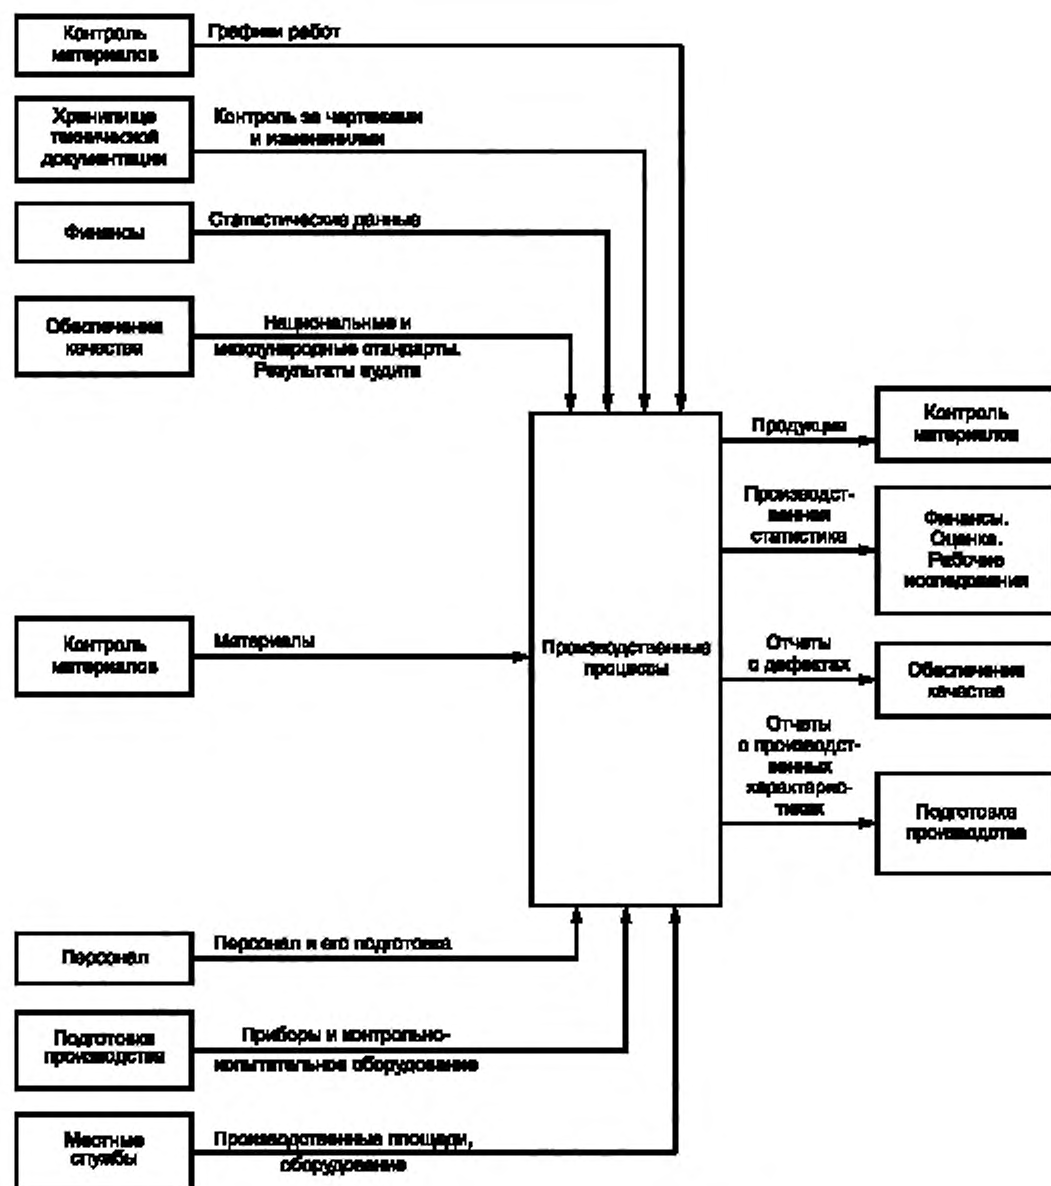 Контроль
материалов
Графики работ
Хранилище
технической
документации
Контроль за чертежами
и изменениями
Финансы
Статистические данные
Обеспечение
качества
Национальные и
международные стандарты.
Результаты аудита
Контроль
материалов
Материалы
Производственные
процессы
Продукция
Контроль
материалов
Производст-
венная
статистика
Финансы.
Оценка.
Рабочие
исследования
Отчеты
о дефектах
Обеспечение
качества
Отчеты
о производст-
венных
характерис-
тиках
Подготовка
производства
Персонал
Персонал и его подготовка
Подготовка
производства
Приборы и контрольно-
испытательное оборудование
Местные
службы
Производственные площади,
оборудование